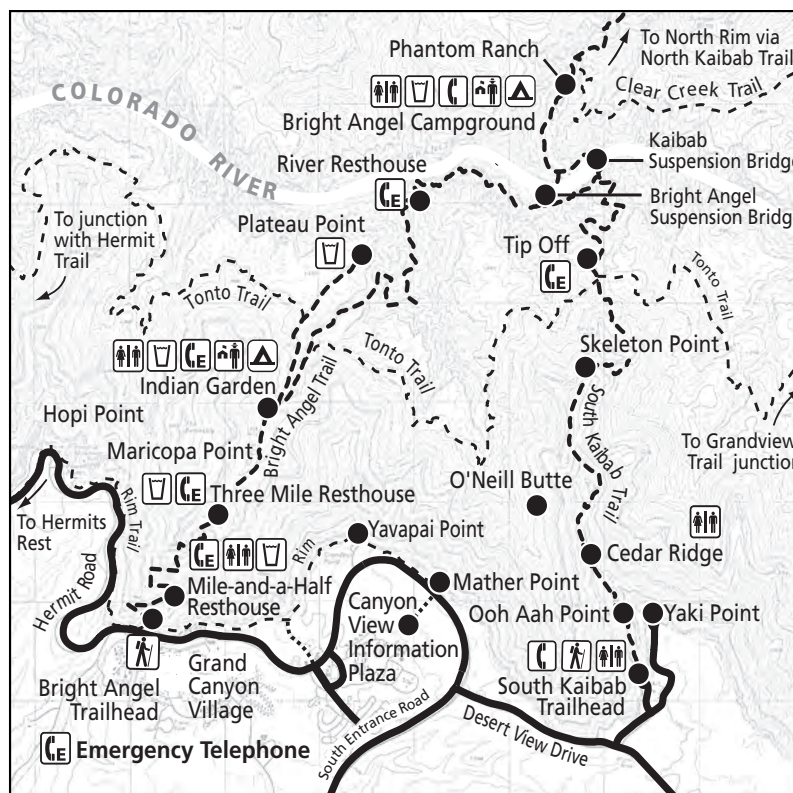 To North Rim via
North Kaibab Trail
Phantom Ranch
Clear Creek Trail
COLORADO RIVER
Bright Angel Campground
Kaibab
Suspension Bridge
River Resthouse
E
Bright Angel
Suspension Bridge
To junction
with Hermit
Trail
Plateau Point
Tip Off
E
Tonto Trail
Tonto Trail
Tonto Trail
E
Indian Garden
Skeleton Point
Bright Angel Trail
South Kaibab Trail
Hopi Point
Maricopa Point
To Grandview
Trail junction
E
Three Mile Resthouse
O'Neill Butte
Rim Trail
To Hermits
Rest
Yavapai Point
Rim
E
Cedar Ridge
Mile-and-a-Half
Resthouse
Mather Point
Hermit Road
Canyon
View
Information
Plaza
Ooh Aah Point
Yaki Point
Bright Angel
Trailhead
Grand
Canyon
Village
South Kaibab
Trailhead
South Entrance Road
Desert View Drive
E Emergency Telephone